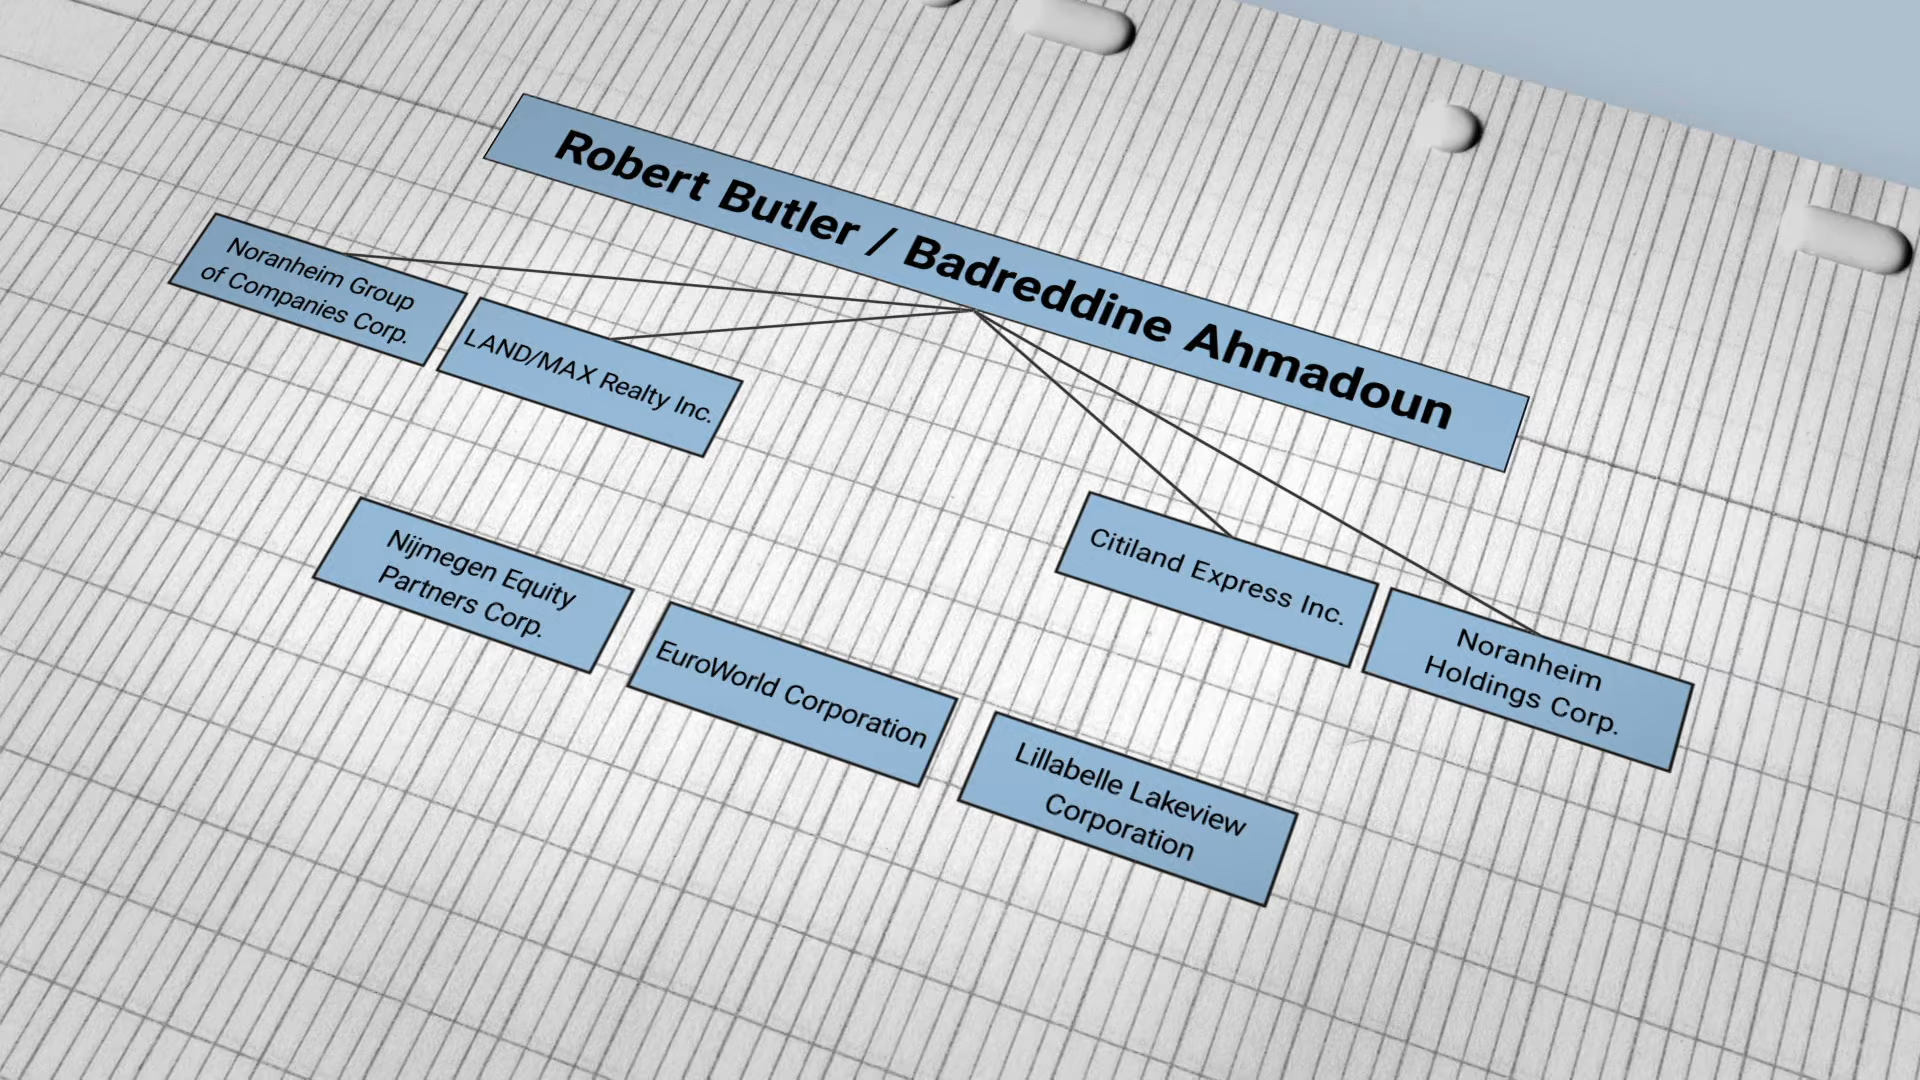 Robert Butler / Badreddine Ahmadoun
Noranheim Group
of Companies Corp.
LAND/MAX Realty Inc.
Citiland Express Inc.
Noranheim
Holdings Corp.
Nijmegen Equity
Partners Corp.
EuroWorld Corporation
Lillabelle Lakeview
Corporation